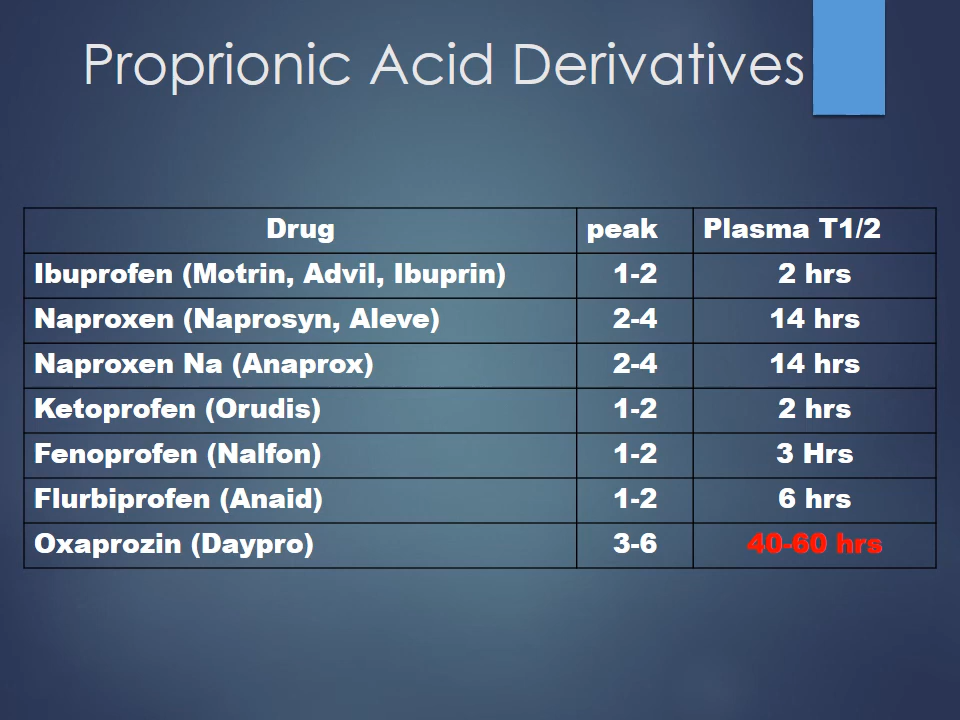 Proprionic Acid Derivatives
Drug peak Plasma T1/2
Ibuprofen (Motrin, Advil, Ibuprin) 1-2 2 hrs
Naproxen (Naprosyn, Aleve) 2-4 14 hrs
Naproxen Na (Anaprox) 2-4 14 hrs
Ketoprofen (Orudis) 1-2 2 hrs
Fenoprofen (Nalfon) 1-2 3 Hrs
Flurbiprofen (Anaid) 1-2 6 hrs
Oxaprozin (Daypro) 3-6 40-60 hrs